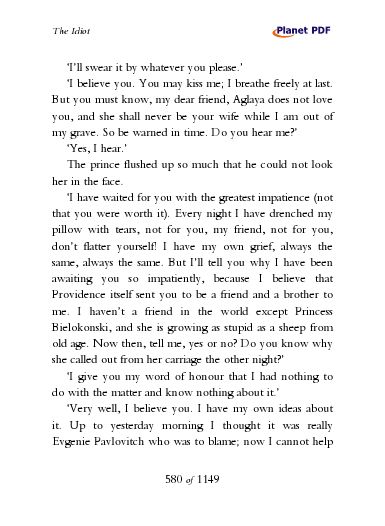 The Idiot
Planet PDF
‘I’ll swear it by whatever you please.’
‘I believe you. You may kiss me; I breathe freely at last.
But you must know, my dear friend, Aglaya does not love
you, and she shall never be your wife while I am out of
my grave. So be warned in time. Do you hear me?’
‘Yes, I hear.’
The prince flushed up so much that he could not look
her in the face.
‘I have waited for you with the greatest impatience (not
that you were worth it). Every night I have drenched my
pillow with tears, not for you, my friend, not for you,
don’t flatter yourself! I have my own grief, always the
same, always the same. But I’ll tell you why I have been
awaiting you so impatiently, because I believe that
Providence itself sent you to be a friend and a brother to
me. I haven’t a friend in the world except Princess
Bielokonski, and she is growing as stupid as a sheep from
old age. Now then, tell me, yes or no? Do you know why
she called out from her carriage the other night?’
‘I give you my word of honour that I had nothing to
do with the matter and know nothing about it.’
‘Very well, I believe you. I have my own ideas about
it. Up to yesterday morning I thought it was really
Evgenie Pavlovitch who was to blame; now I cannot help
580 of 1149